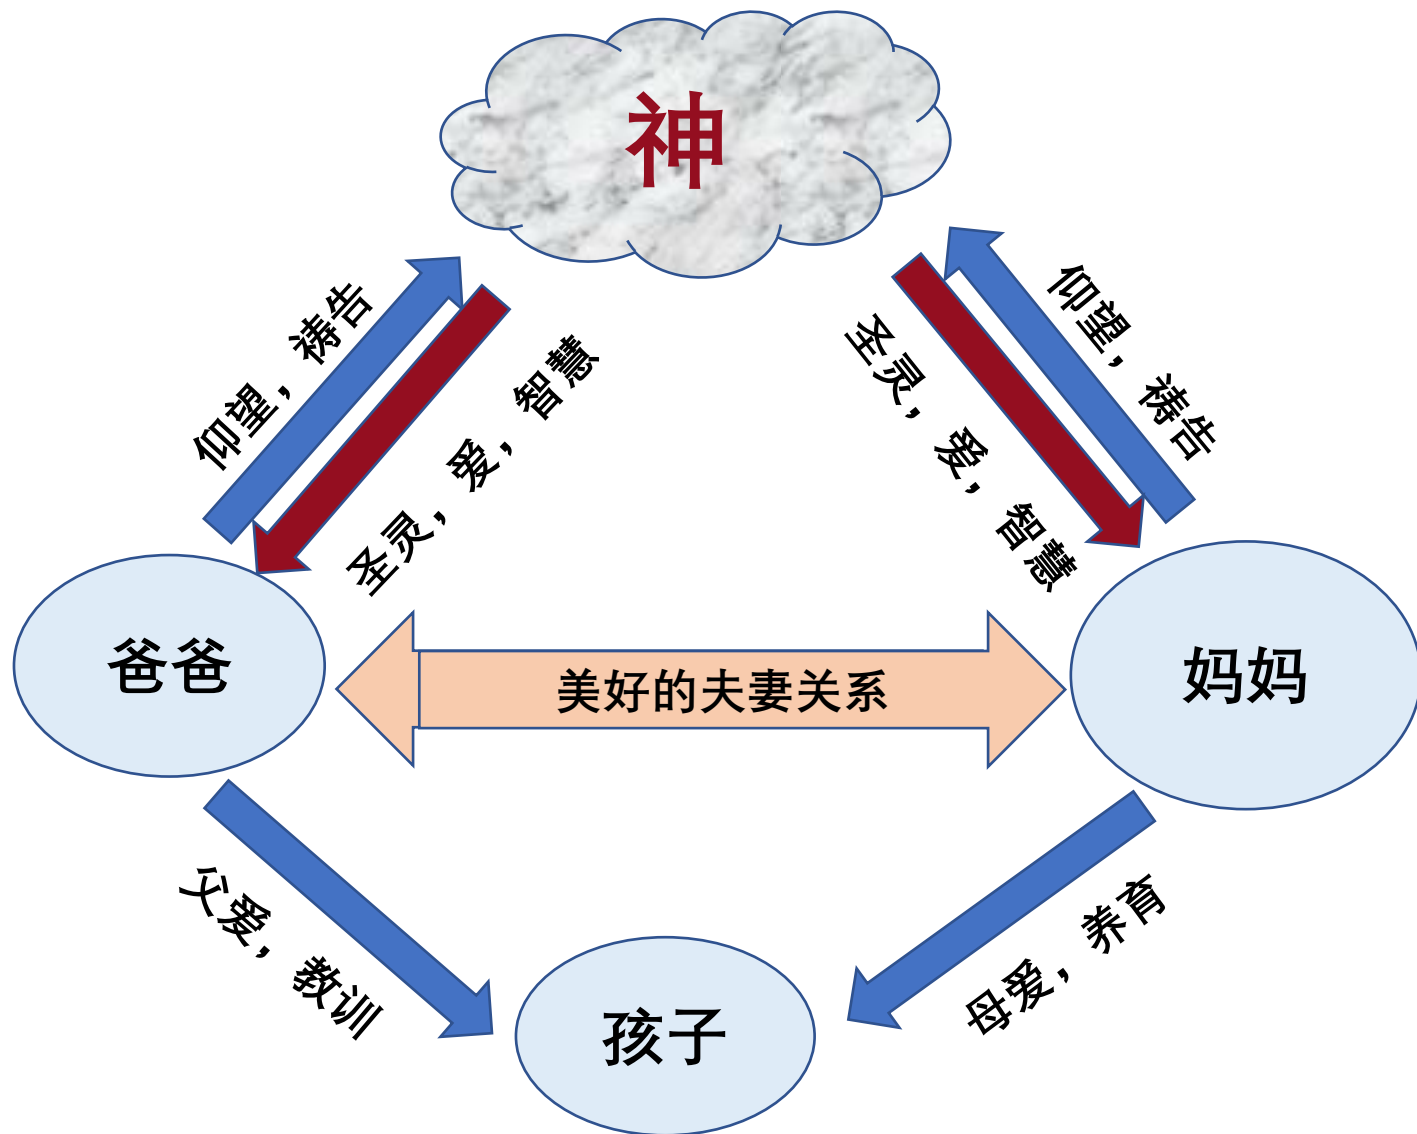 神
仰望，祷告
圣灵，爱，智慧
圣灵，爱，智慧
仰望，祷告
爸爸
美好的夫妻关系
妈妈
父爱，教训
母爱，养育
孩子